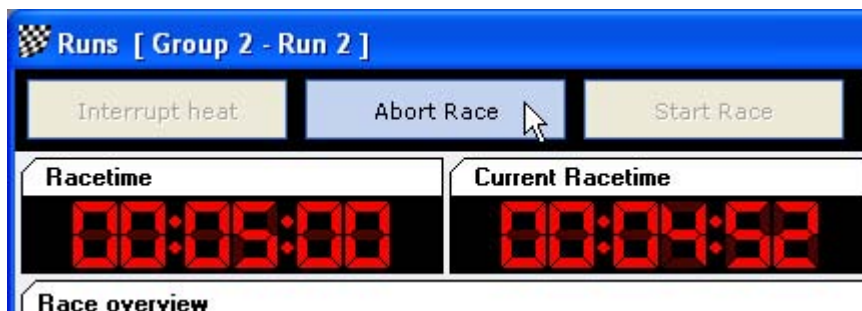 Runs [ Group 2 - Run 2 ]
Interrupt heat Abort Race Start Race
Racetime Current Racetime
00:05:00 00:04:52
Race overview